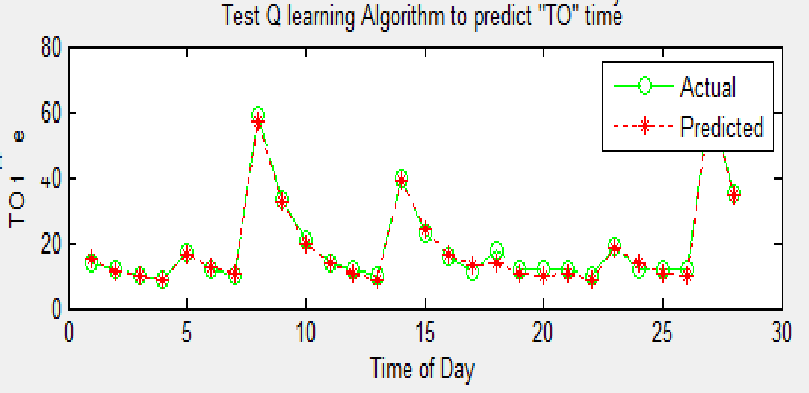 Test Q learning Algorithm to predict "TO" time
80
60
40
20
0
0 5 10 15 20 25 30
Time of Day
TO
Actual
Predicted